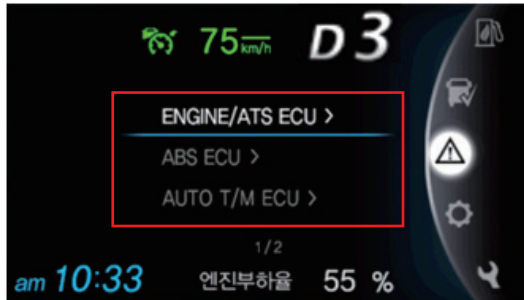 75 km/h D 3
ENGINE/ATS ECU >
ABS ECU >
AUTO T/M ECU >
1/2
am 10:33 엔진부하율 55 %